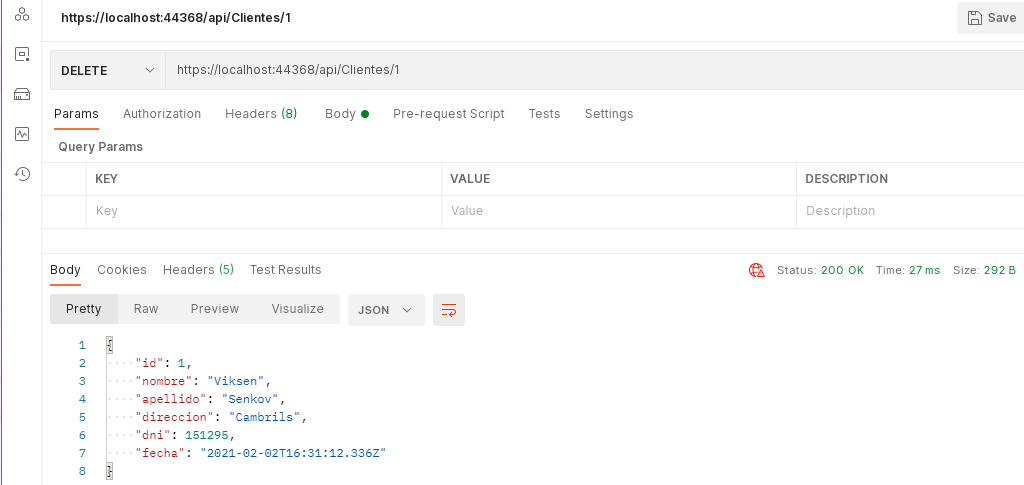 https://localhost:44368/api/Clientes/1
Save
DELETE https://localhost:44368/api/Clientes/1
Params Authorization Headers (8) Body Pre-request Script Tests Settings
Query Params
KEY VALUE DESCRIPTION
Key Value Description
Body Cookies Headers (5) Test Results Status: 200 OK Time: 27 ms Size: 292 B
Pretty Raw Preview Visualize JSON
1 {
2 "id": 1,
3 "nombre": "Viksen",
4 "apellido": "Senkov",
5 "direccion": "Cambrils",
6 "dni": 151295,
7 "fecha": "2021-02-02T16:31:12.336Z"
8 }